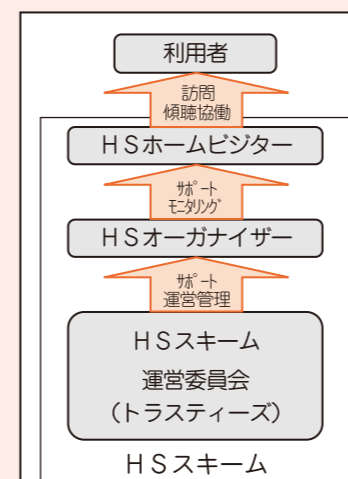 利用者
訪問
傾聴協働
ＨＳホームビジター
ｻﾎﾟｰﾄ
ﾓﾆﾀﾘﾝｸﾞ
ＨＳオーガナイザー
ｻﾎﾟｰﾄ
運営管理
ＨＳスキーム
運営委員会
（トラスティーズ）
ＨＳスキーム